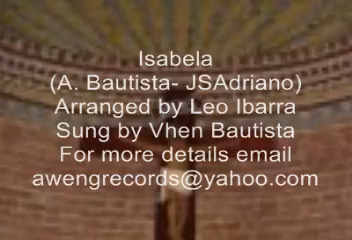 Isabela
(A. Bautista- JSAdriano)
Arranged by Leo Ibarra
Sung by Vhen Bautista
For more details email
awengrecords@yahoo.com